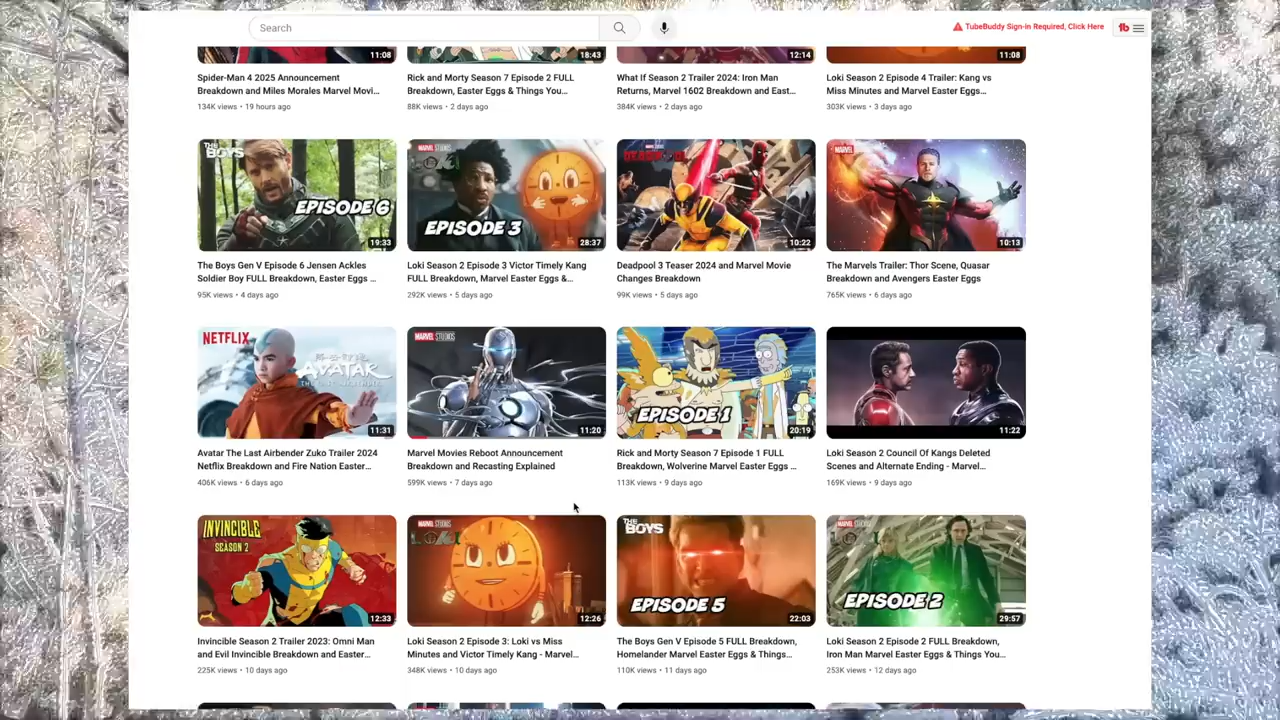 Search
TubeBuddy Sign-In Required, Click Here
tb
11:08
18:43
12:14
11:08
Spider-Man 4 2025 Announcement
Breakdown and Miles Morales Marvel Movi...
134K views • 19 hours ago
Rick and Morty Season 7 Episode 2 FULL
Breakdown, Easter Eggs & Things You...
88K views • 2 days ago
What If Season 2 Trailer 2024: Iron Man
Returns, Marvel 1602 Breakdown and East...
384K views • 2 days ago
Loki Season 2 Episode 4 Trailer: Kang vs
Miss Minutes and Marvel Easter Eggs...
303K views • 3 days ago
THE BOYS
EPISODE 6
19:33
MARVEL STUDIOS
LOKI
EPISODE 3
28:37
MARVEL STUDIOS
DEADPOOL
10:22
MARVEL
10:13
The Boys Gen V Episode 6 Jensen Ackles
Soldier Boy FULL Breakdown, Easter Eggs ...
95K views • 4 days ago
Loki Season 2 Episode 3 Victor Timely Kang
FULL Breakdown, Marvel Easter Eggs &...
292K views • 5 days ago
Deadpool 3 Teaser 2024 and Marvel Movie
Changes Breakdown
99K views • 5 days ago
The Marvels Trailer: Thor Scene, Quasar
Breakdown and Avengers Easter Eggs
765K views • 6 days ago
NETFLIX
AVATAR
THE LAST AIRBENDER
11:31
MARVEL STUDIOS
11:20
EPISODE 1
20:19
11:22
Avatar The Last Airbender Zuko Trailer 2024
Netflix Breakdown and Fire Nation Easter...
406K views • 6 days ago
Marvel Movies Reboot Announcement
Breakdown and Recasting Explained
599K views • 7 days ago
Rick and Morty Season 7 Episode 1 FULL
Breakdown, Wolverine Marvel Easter Eggs ...
113K views • 9 days ago
Loki Season 2 Council Of Kangs Deleted
Scenes and Alternate Ending - Marvel...
169K views • 9 days ago
INVINCIBLE
SEASON 2
12:33
MARVEL STUDIOS
LOKI
12:26
THE BOYS
EPISODE 5
22:03
MARVEL STUDIOS
LOKI
EPISODE 2
29:57
Invincible Season 2 Trailer 2023: Omni Man
and Evil Invincible Breakdown and Easter...
225K views • 10 days ago
Loki Season 2 Episode 3: Loki vs Miss
Minutes and Victor Timely Kang - Marvel...
348K views • 10 days ago
The Boys Gen V Episode 5 FULL Breakdown,
Homelander Marvel Easter Eggs & Things...
110K views • 11 days ago
Loki Season 2 Episode 2 FULL Breakdown,
Iron Man Marvel Easter Eggs & Things You...
253K views • 12 days ago